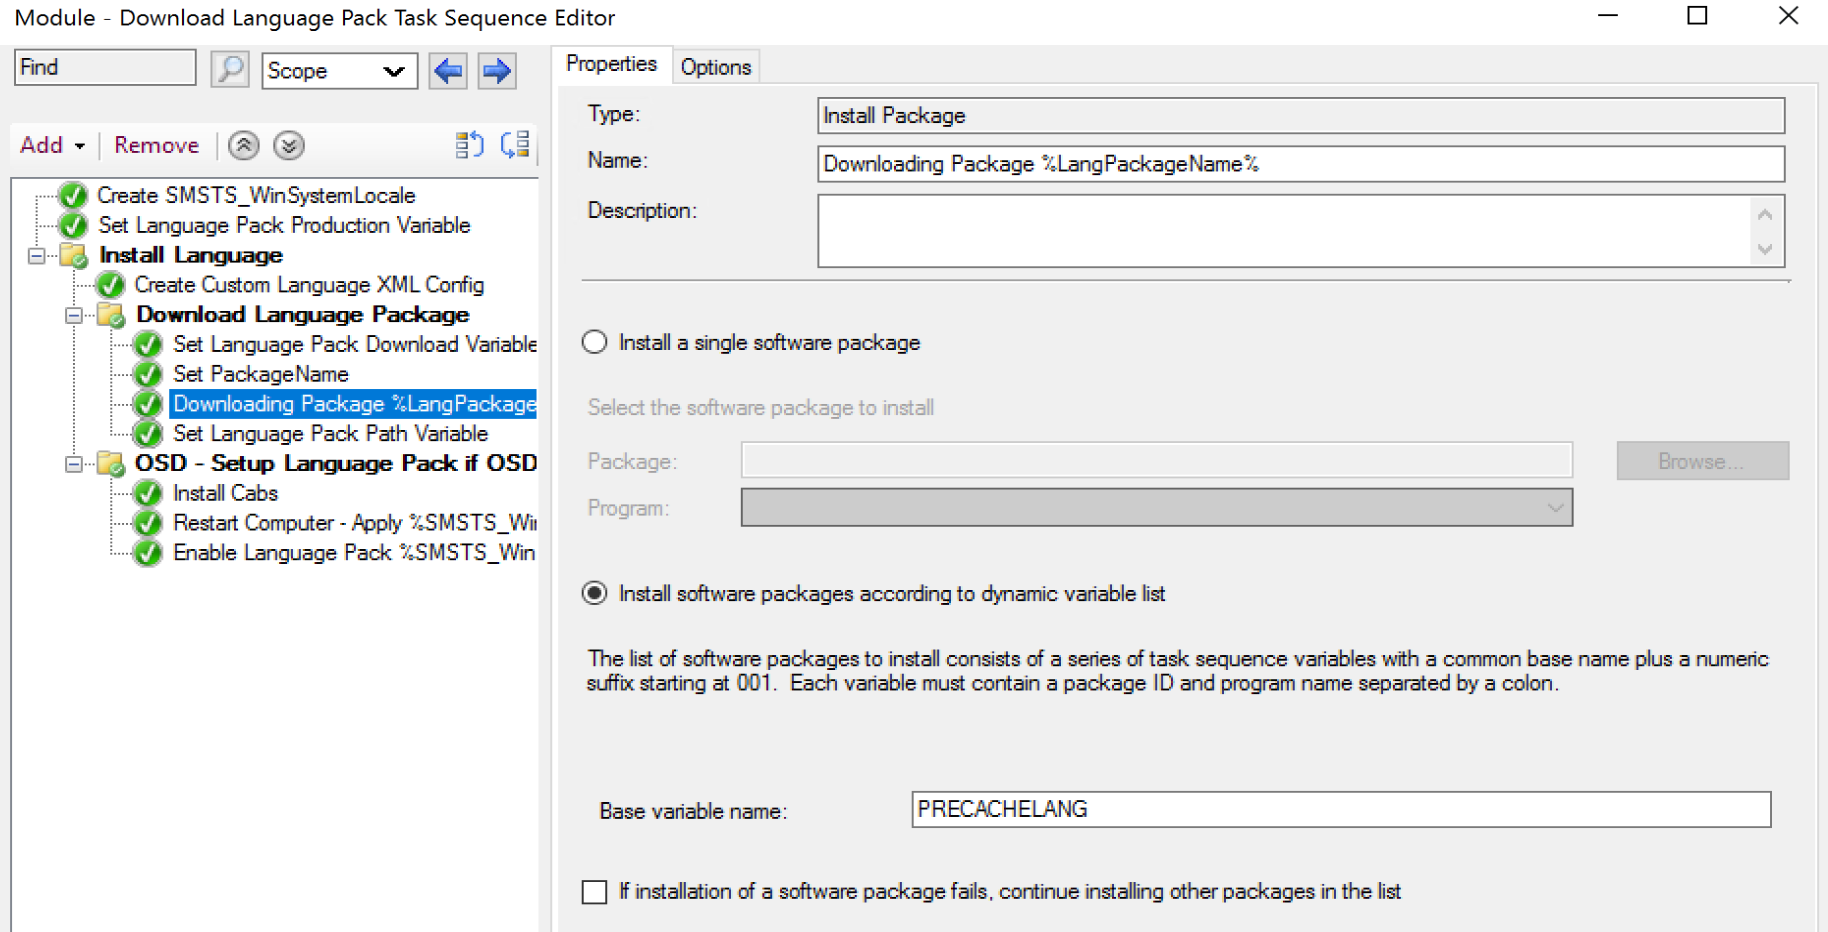 Module - Download Language Pack Task Sequence Editor
Find
Scope
Add
Remove
Create SMSTS_WinSystemLocale
Set Language Pack Production Variable
Install Language
Create Custom Language XML Config
Download Language Package
Set Language Pack Download Variable
Set PackageName
Downloading Package %LangPackage
Set Language Pack Path Variable
OSD - Setup Language Pack if OSD
Install Cabs
Restart Computer - Apply %SMSTS_Wi
Enable Language Pack %SMSTS_Win
Properties
Options
Type:
Install Package
Name:
Downloading Package %LangPackageName%
Description:
Install a single software package
Select the software package to install
Package:
Browse...
Program:
Install software packages according to dynamic variable list
The list of software packages to install consists of a series of task sequence variables with a common base name plus a numeric
suffix starting at 001. Each variable must contain a package ID and program name separated by a colon.
Base variable name:
PRECACHELANG
If installation of a software package fails, continue installing other packages in the list